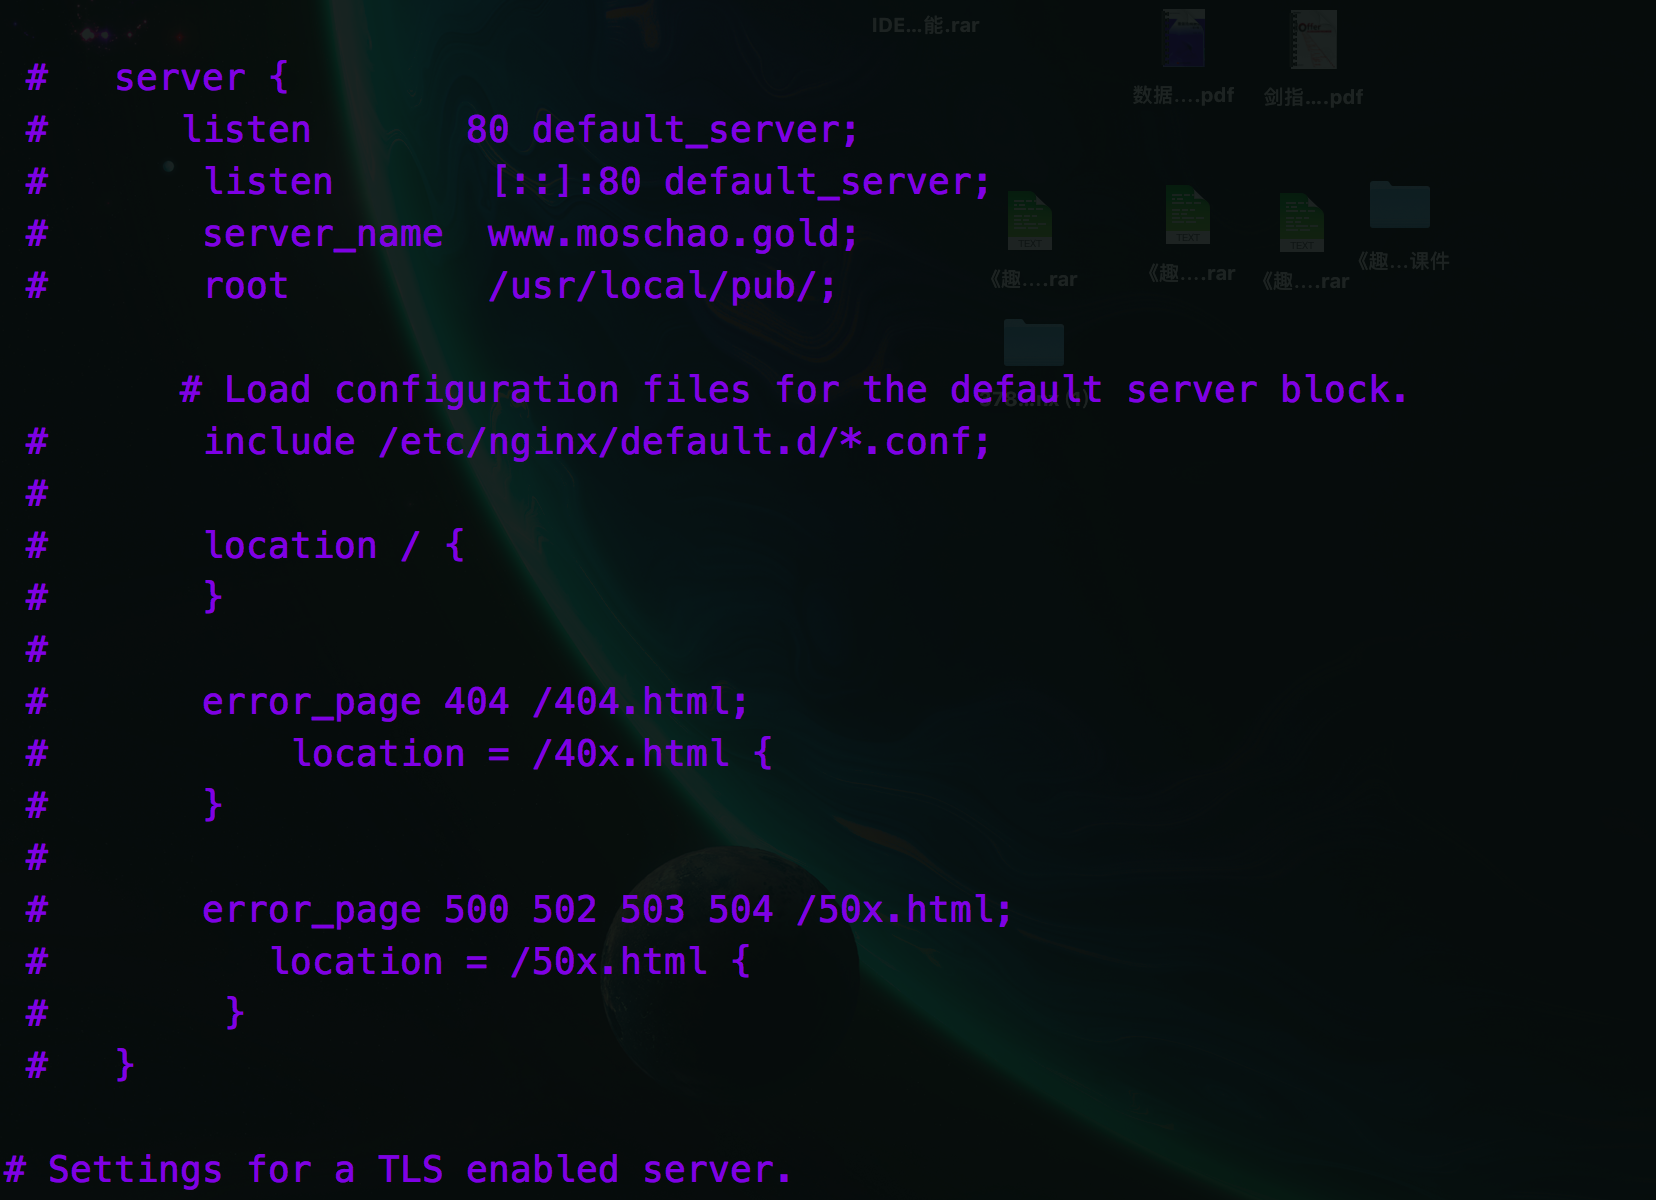 IDE...能.rar
数据....pdf
剑指....pdf
#   server {
#      listen       80 default_server;
#       listen       [::]:80 default_server;
#       server_name  www.moschao.gold;
#       root         /usr/local/pub/;
TEXT
TEXT
TEXT
《趣....rar
《趣....rar
《趣....rar
《趣...课件
       # Load configuration files for the default server block.
#       include /etc/nginx/default.d/*.conf;
#
#       location / {
#       }
#
#       error_page 404 /404.html;
#           location = /40x.html {
#       }
#
#       error_page 500 502 503 504 /50x.html;
#          location = /50x.html {
#        }
#   }
# Settings for a TLS enabled server.